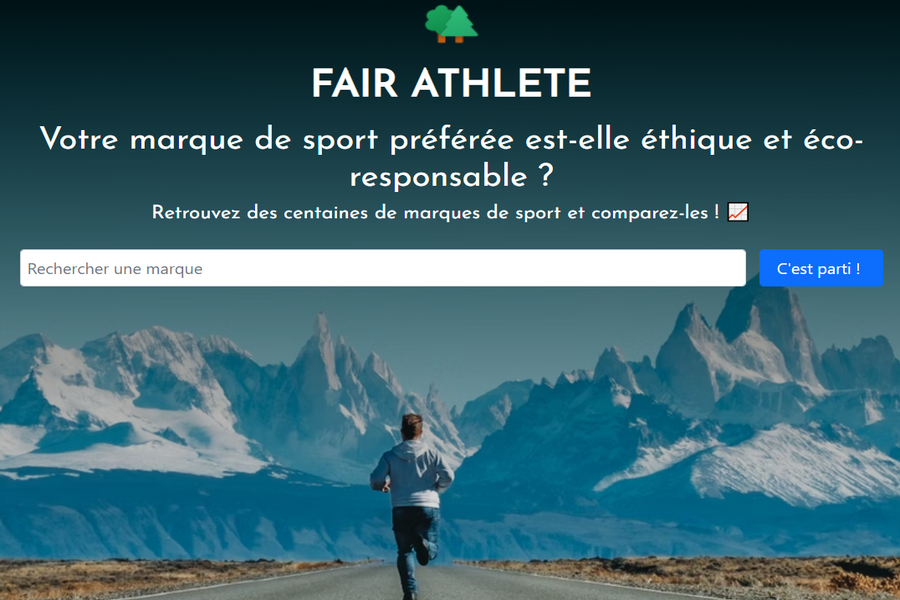 FAIR ATHLETE
Votre marque de sport préférée est-elle éthique et éco-
responsable ?
Retrouvez des centaines de marques de sport et comparez-les ! 📈
Rechercher une marque
C'est parti !